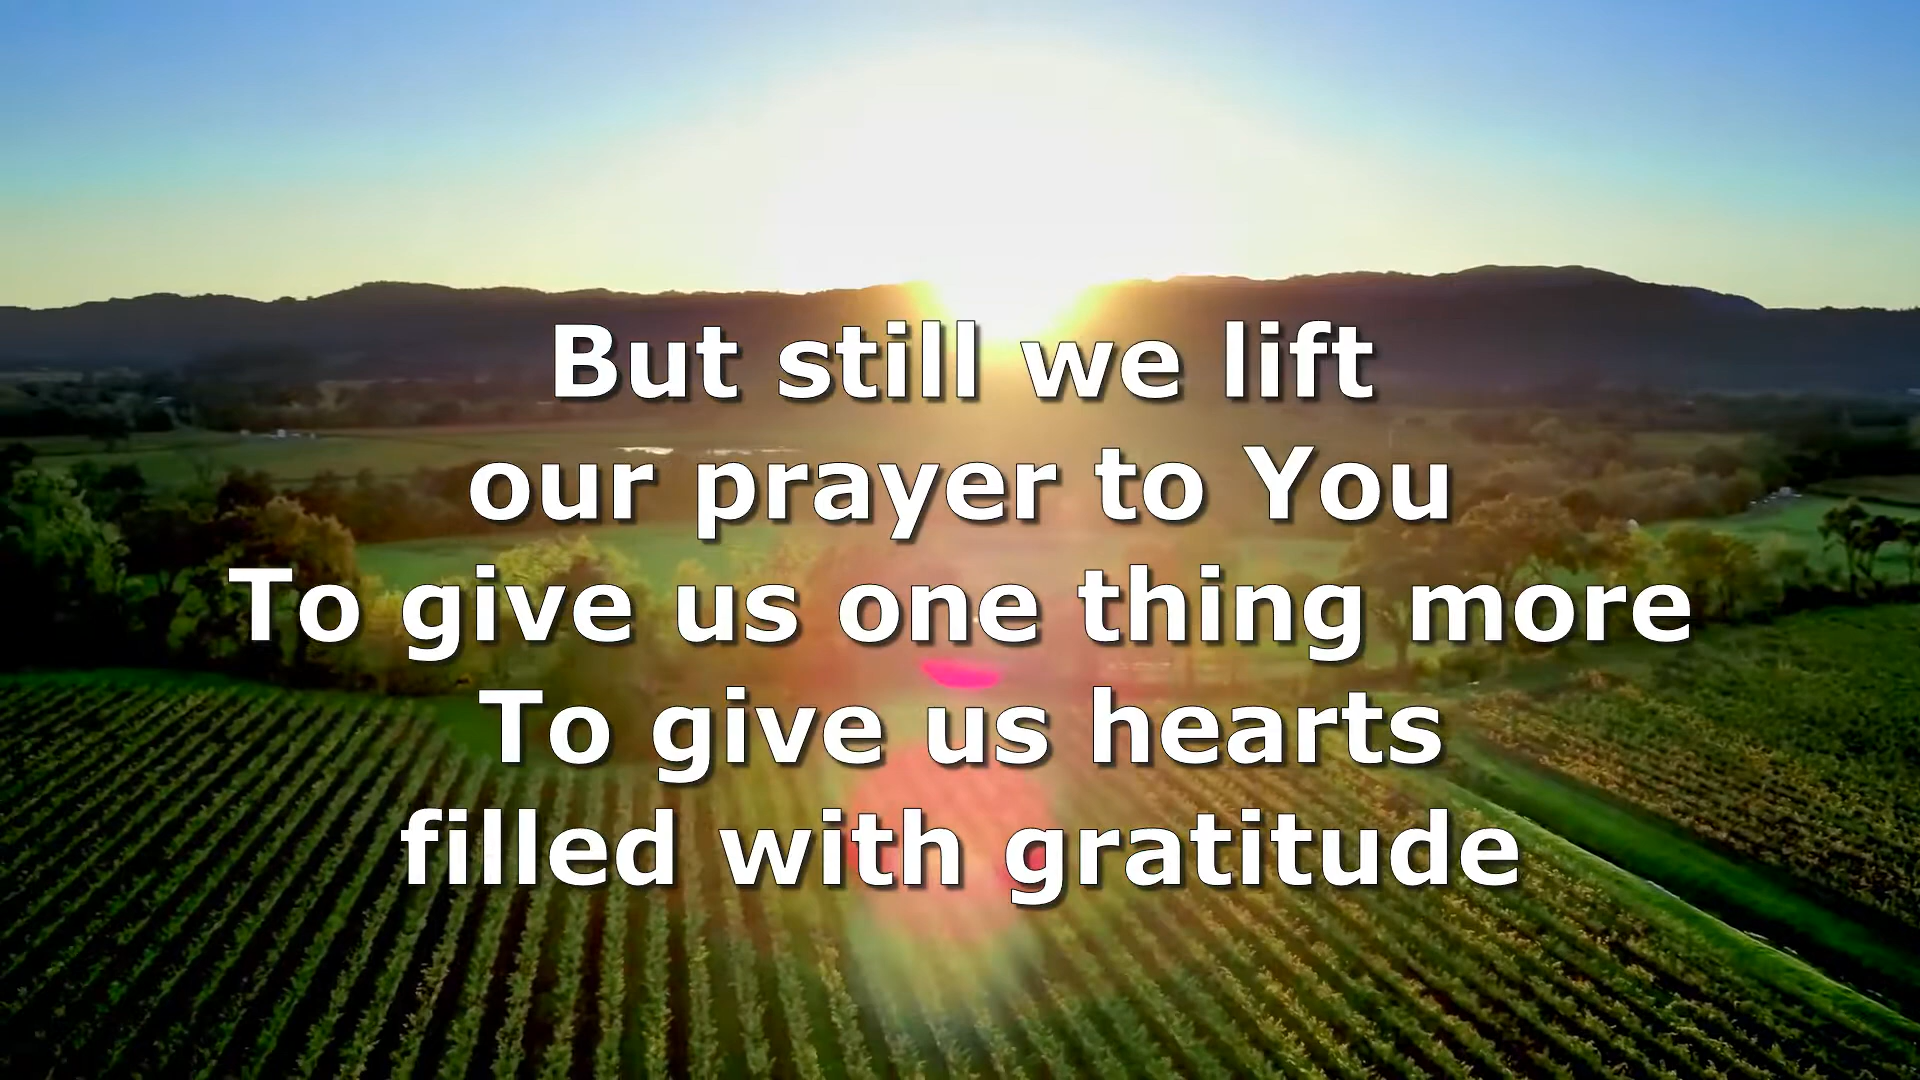 But still we lift
our prayer to You
To give us one thing more
To give us hearts
filled with gratitude